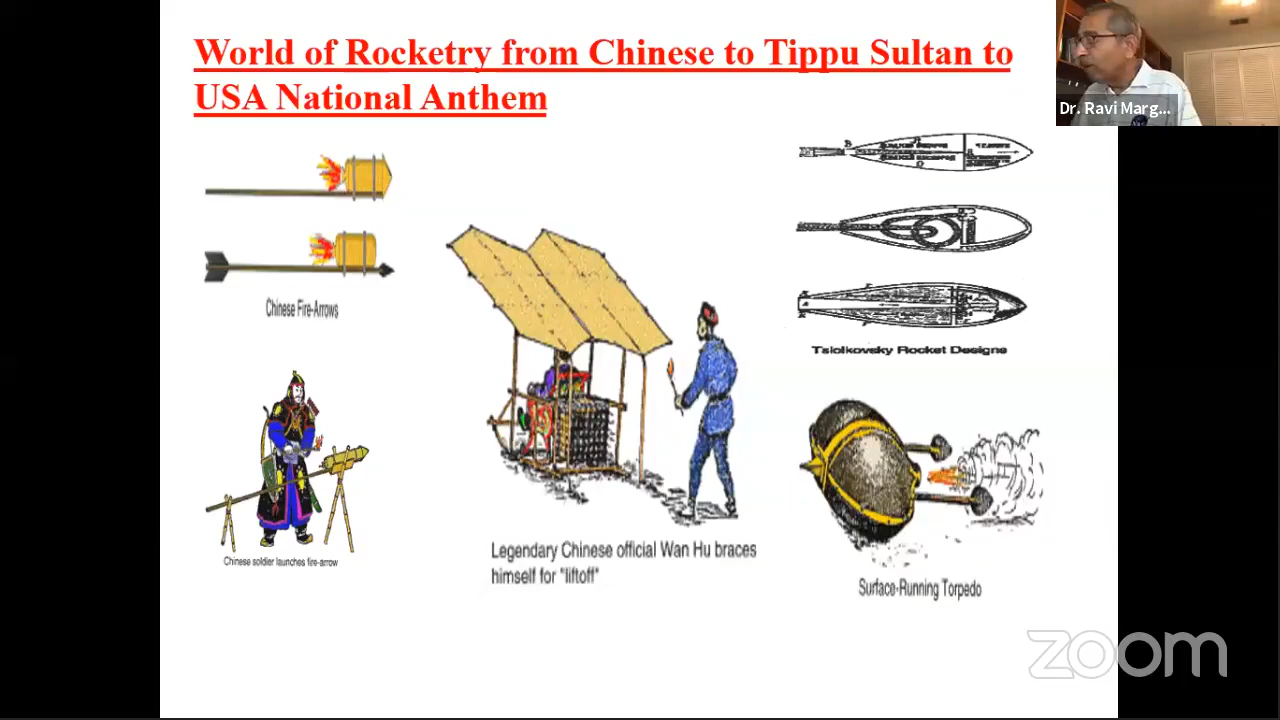 World of Rocketry from Chinese to Tippu Sultan to
USA National Anthem
Dr. Ravi Marg...
Chinese Fire-Arrows
Tsiolkovsky Rocket Designs
Chinese soldier launches fire-arrow
Legendary Chinese official Wan Hu braces
himself for "liftoff"
Surface-Running Torpedo
zoom